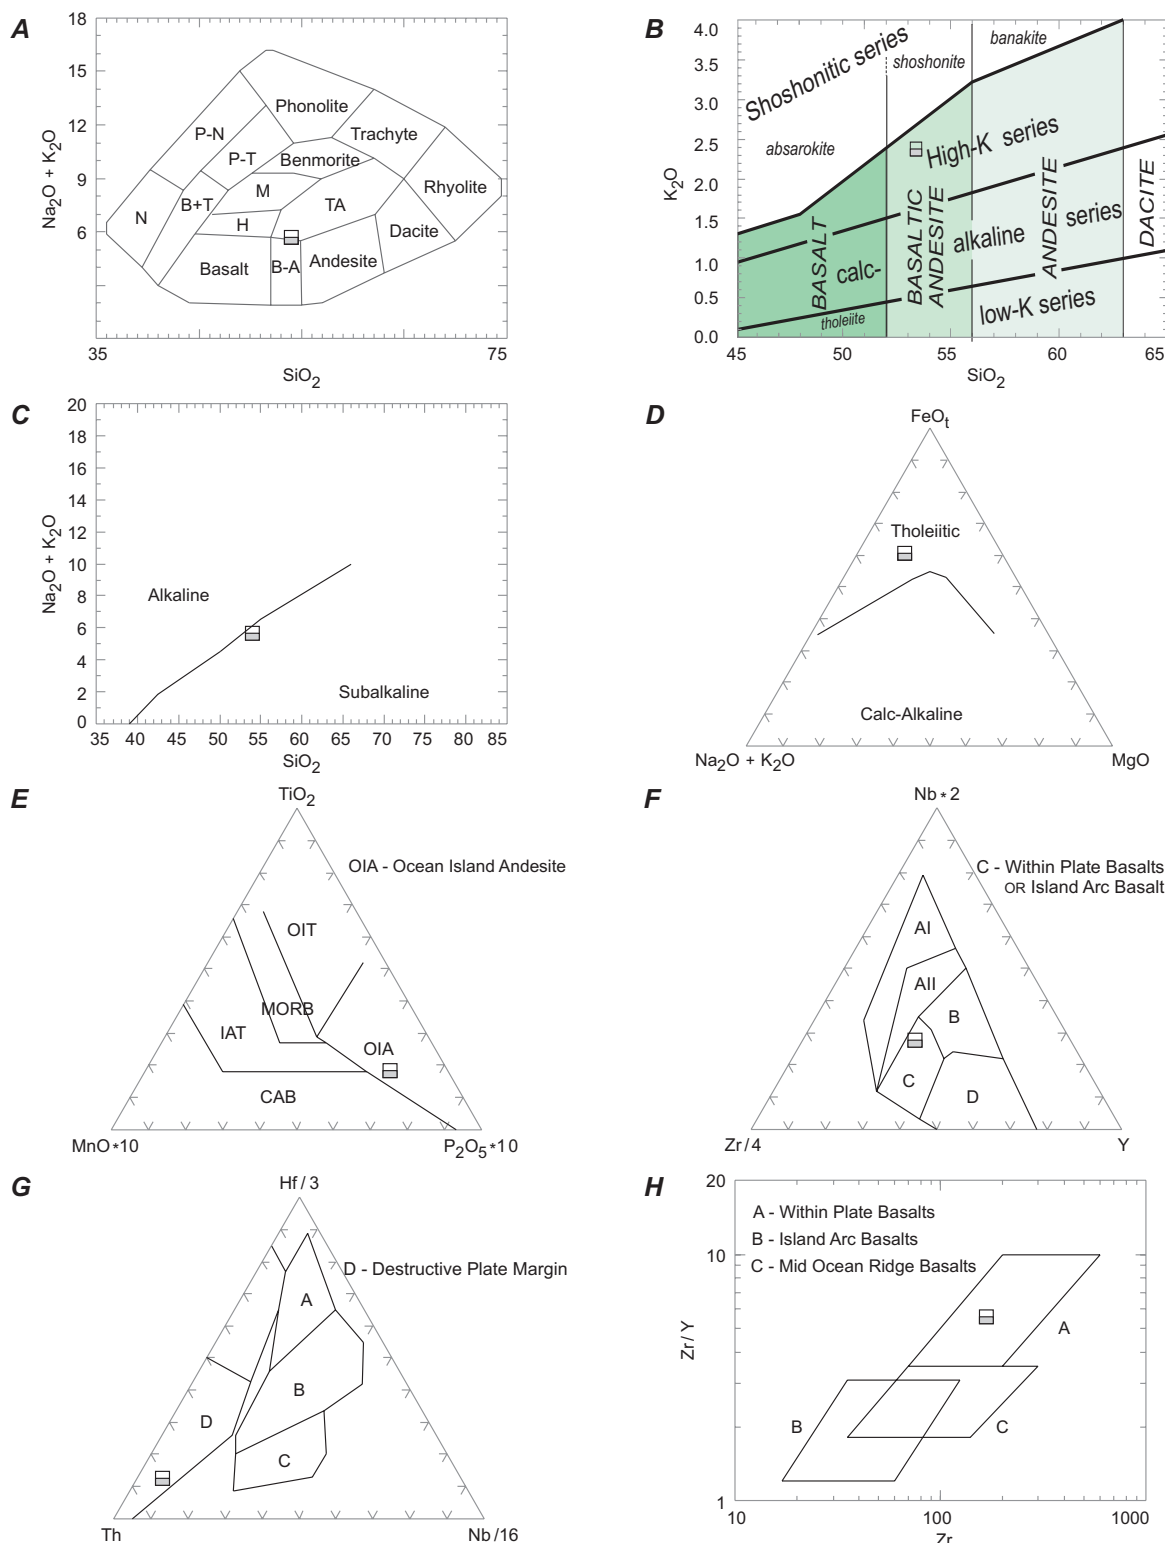 A
18
15
12
9
6
Na2O + K2O
35
75
SiO2
Phonolite
P-N
Trachyte
P-T
Benmorite
M
Rhyolite
B+T
N
TA
H
Dacite
Basalt
B-A
Andesite
B
4.0
3.0
2.5
2.0
1.5
1.0
0.5
0.0
K2O
45
50
55
60
65
SiO2
Shoshonitic series
banakite
shoshonite
absarokite
High-K series
BASALT
BASALTIC
ANDESITE
ANDESITE
DACITE
calc-
alkaline
series
tholeiite
low-K series
C
20
18
16
14
12
10
8
6
4
2
0
Na2O + K2O
35
40
45
50
55
60
65
70
75
80
85
SiO2
Alkaline
Subalkaline
D
FeOt
Tholeiitic
Calc-Alkaline
Na2O + K2O
MgO
E
TiO2
OIA - Ocean Island Andesite
OIT
MORB
IAT
OIA
CAB
MnO*10
P2O5*10
F
Nb*2
C - Within Plate Basalts
OR Island Arc Basalt
AI
AII
B
C
D
Zr/4
Y
G
Hf/3
D - Destructive Plate Margin
A
B
D
C
Th
Nb/16
H
20
10
1
Zr/Y
A - Within Plate Basalts
B - Island Arc Basalts
C - Mid Ocean Ridge Basalts
A
B
C
10
100
1000
Zr